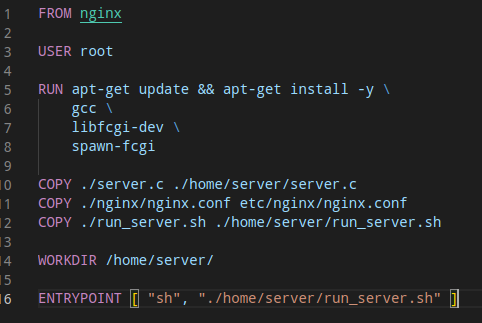 1 FROM nginx
2
3 USER root
4
5 RUN apt-get update && apt-get install -y \
6     gcc \
7     libfcgi-dev \
8     spawn-fcgi
9
10 COPY ./server.c ./home/server/server.c
11 COPY ./nginx/nginx.conf etc/nginx/nginx.conf
12 COPY ./run_server.sh ./home/server/run_server.sh
13
14 WORKDIR /home/server/
15
16 ENTRYPOINT [ "sh", "./home/server/run_server.sh" ]